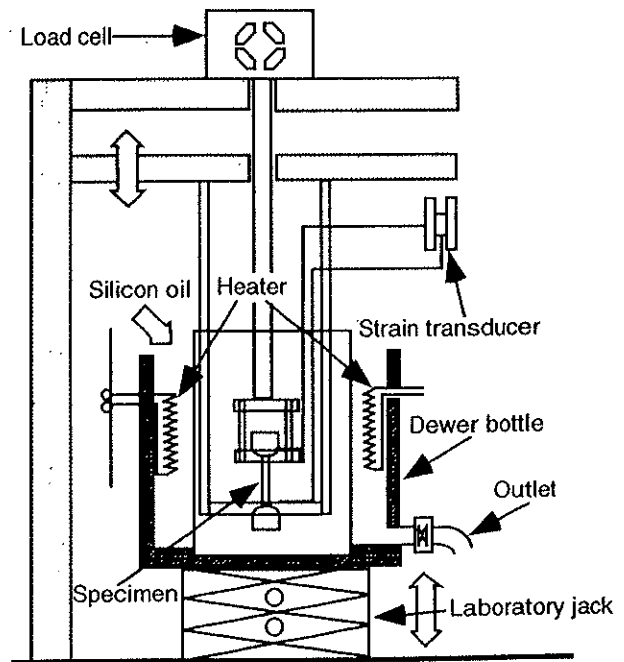 Load cell
Silicon oil
Heater
Strain transducer
Dewer bottle
Outlet
Specimen
Laboratory jack